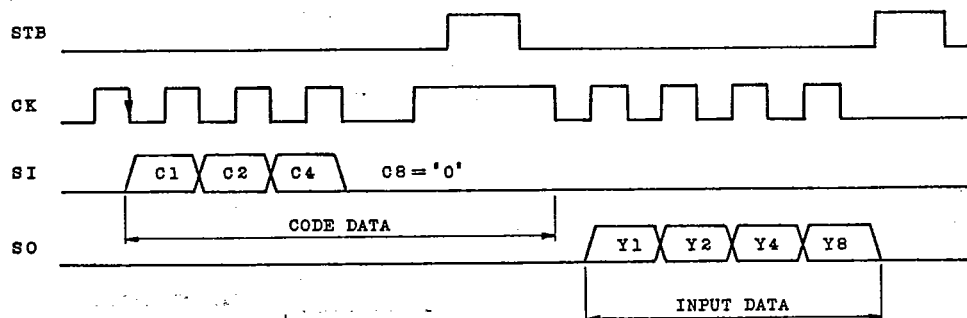 STB
CK
SI C1 C2 C4 C8="0"
CODE DATA
SO Y1 Y2 Y4 Y8
INPUT DATA